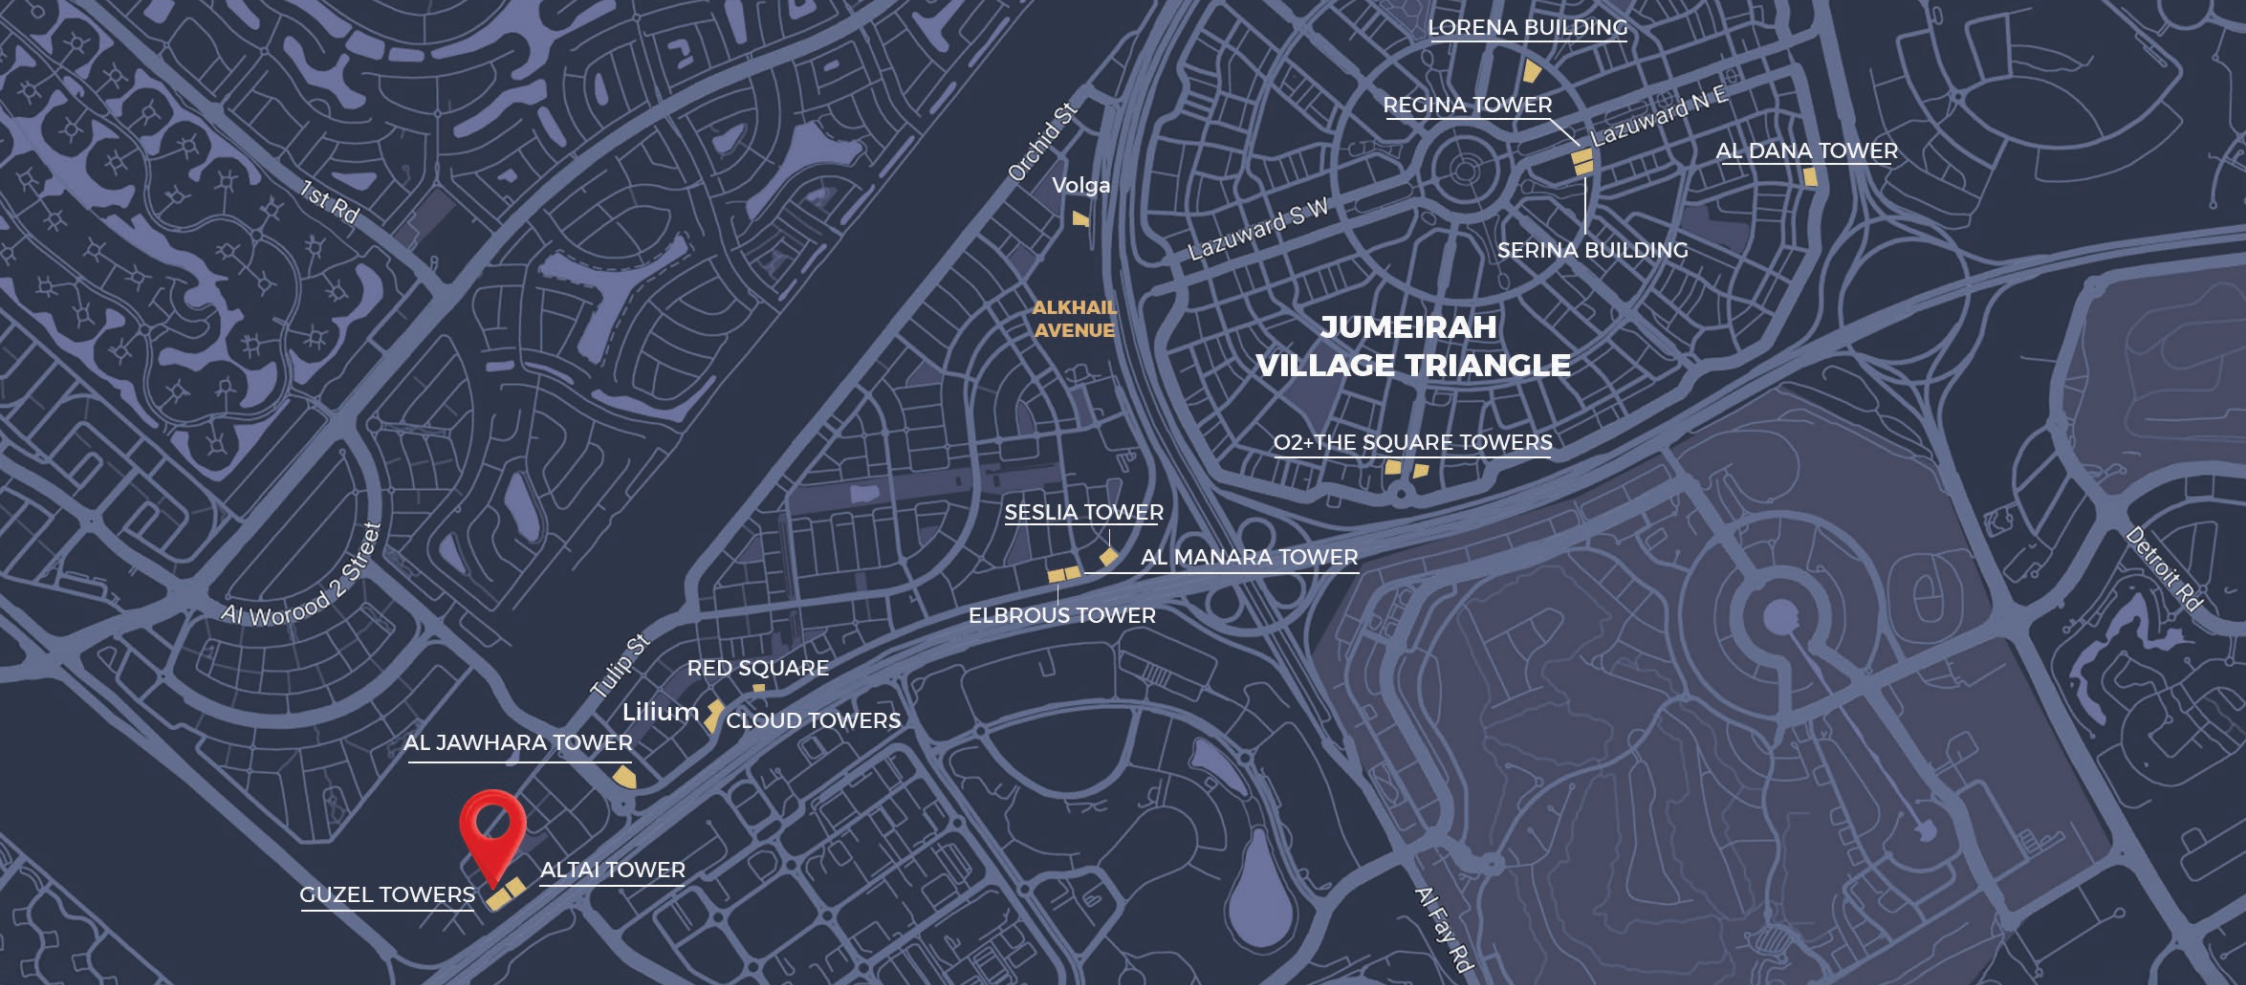 LORENA BUILDING
REGINA TOWER
Lazuward N E
Orchid St
AL DANA TOWER
Volga
1st Rd
Lazuward S W
SERINA BUILDING
ALKHAIL
AVENUE
JUMEIRAH
VILLAGE TRIANGLE
O2+THE SQUARE TOWERS
SESLIA TOWER
AL MANARA TOWER
Al Worood 2 Street
Detroit Rd
ELBROUS TOWER
Tulip St
RED SQUARE
Lilium
CLOUD TOWERS
AL JAWHARA TOWER
ALTAI TOWER
GUZEL TOWERS
Al Fay Rd